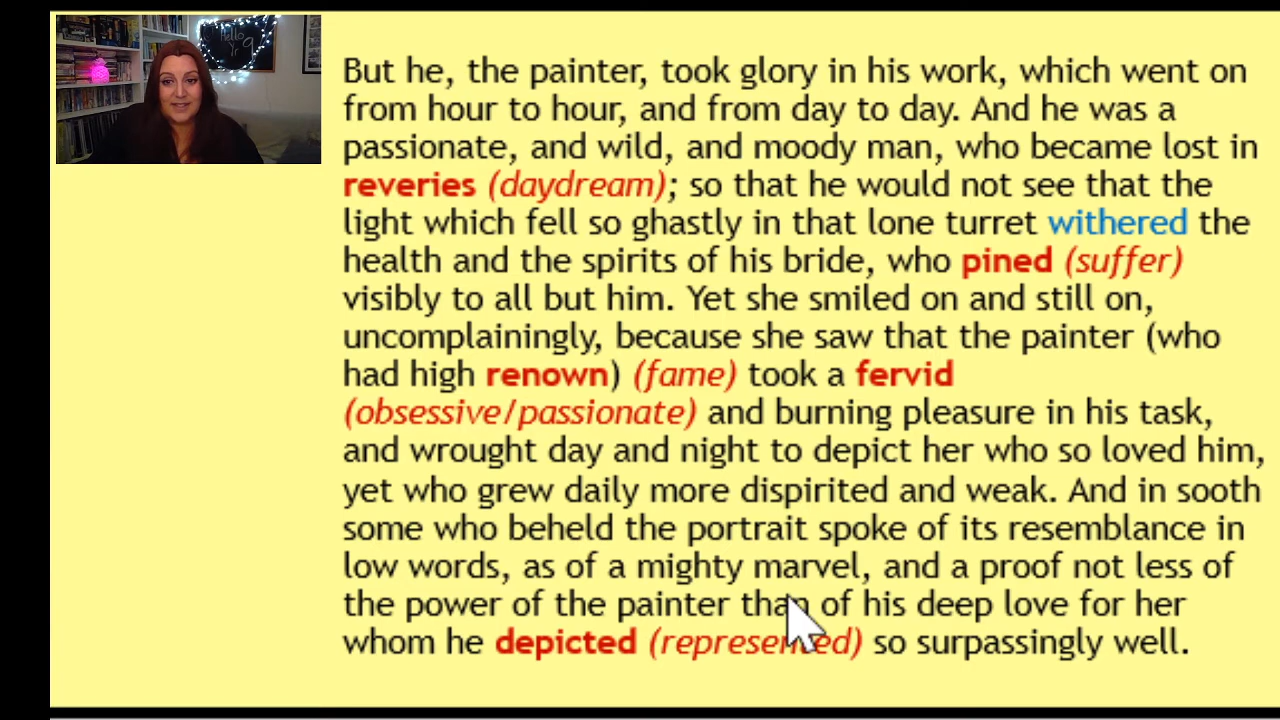 Hello
Yr 9
But he, the painter, took glory in his work, which went on
from hour to hour, and from day to day. And he was a
passionate, and wild, and moody man, who became lost in
reveries (daydream); so that he would not see that the
light which fell so ghastly in that lone turret withered the
health and the spirits of his bride, who pined (suffer)
visibly to all but him. Yet she smiled on and still on,
uncomplainingly, because she saw that the painter (who
had high renown) (fame) took a fervid
(obsessive/passionate) and burning pleasure in his task,
and wrought day and night to depict her who so loved him,
yet who grew daily more dispirited and weak. And in sooth
some who beheld the portrait spoke of its resemblance in
low words, as of a mighty marvel, and a proof not less of
the power of the painter than of his deep love for her
whom he depicted (represented) so surpassingly well.